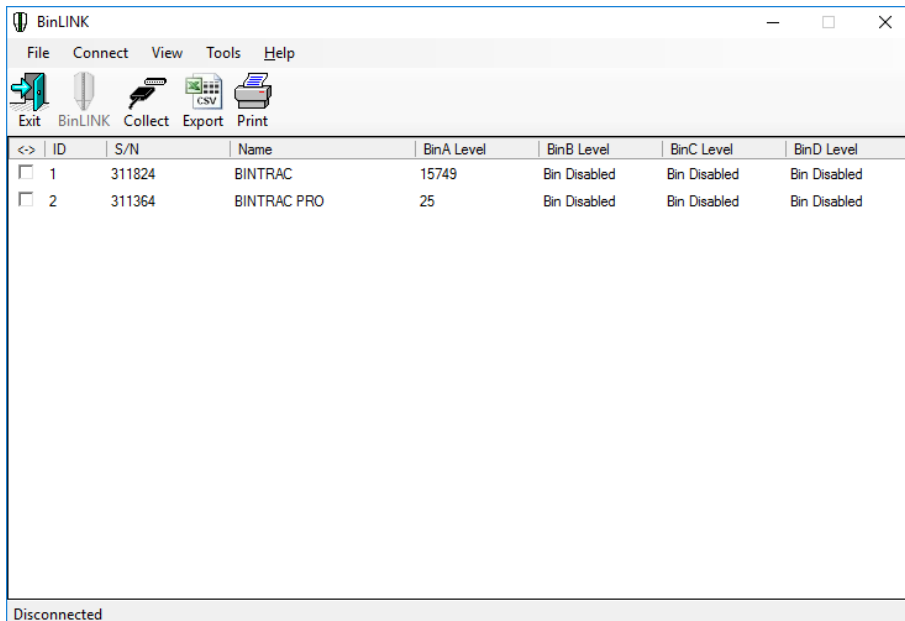 BinLINK
File Connect View Tools Help
CSV
Exit BinLINK Collect Export Print
<-> ID S/N Name BinA Level BinB Level BinC Level BinD Level
1 311824 BINTRAC 15749 Bin Disabled Bin Disabled Bin Disabled
2 311364 BINTRAC PRO 25 Bin Disabled Bin Disabled Bin Disabled
Disconnected